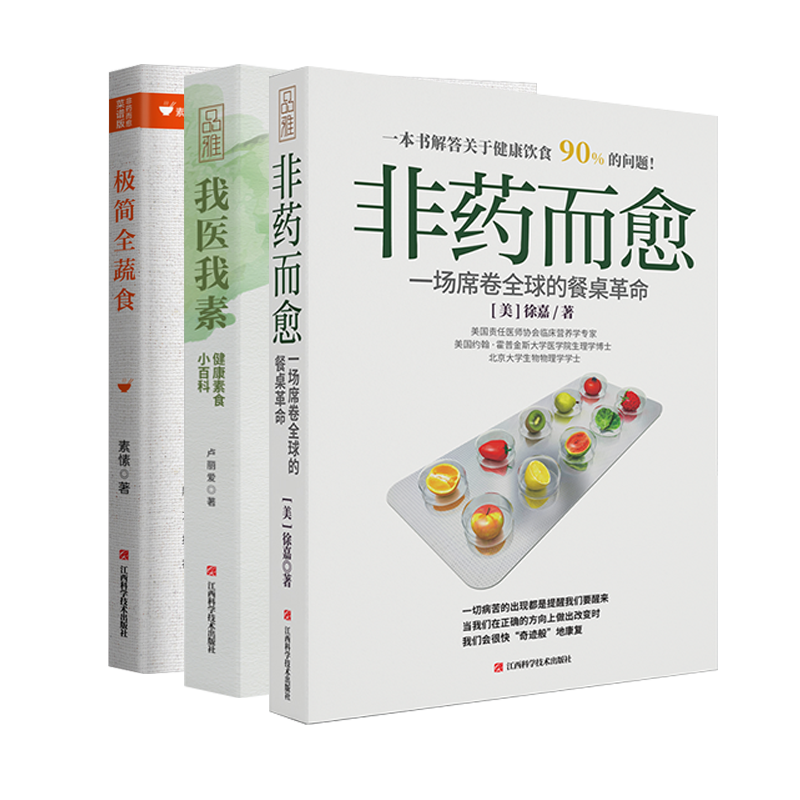 非药而愈
菜谱版
素
极简全蔬食
素愫 著
江西科学技术出版社
品雅
我医我素
健康素食
小百科
卢丽爱 著
江西科学技术出版社
品雅
非药而愈
一场席卷全球的
餐桌革命
[美] 徐嘉 著
江西科学技术出版社
一本书解答关于健康饮食 90% 的问题!
非药而愈
一场席卷全球的餐桌革命
[美] 徐嘉/著
美国责任医师协会临床营养学专家
美国约翰·霍普金斯大学医学院生理学博士
北京大学生物物理学学士
一切病苦的出现都是提醒我们要醒来
当我们在正确的方向上做出改变时
我们会很快“奇迹般”地康复
江西科学技术出版社